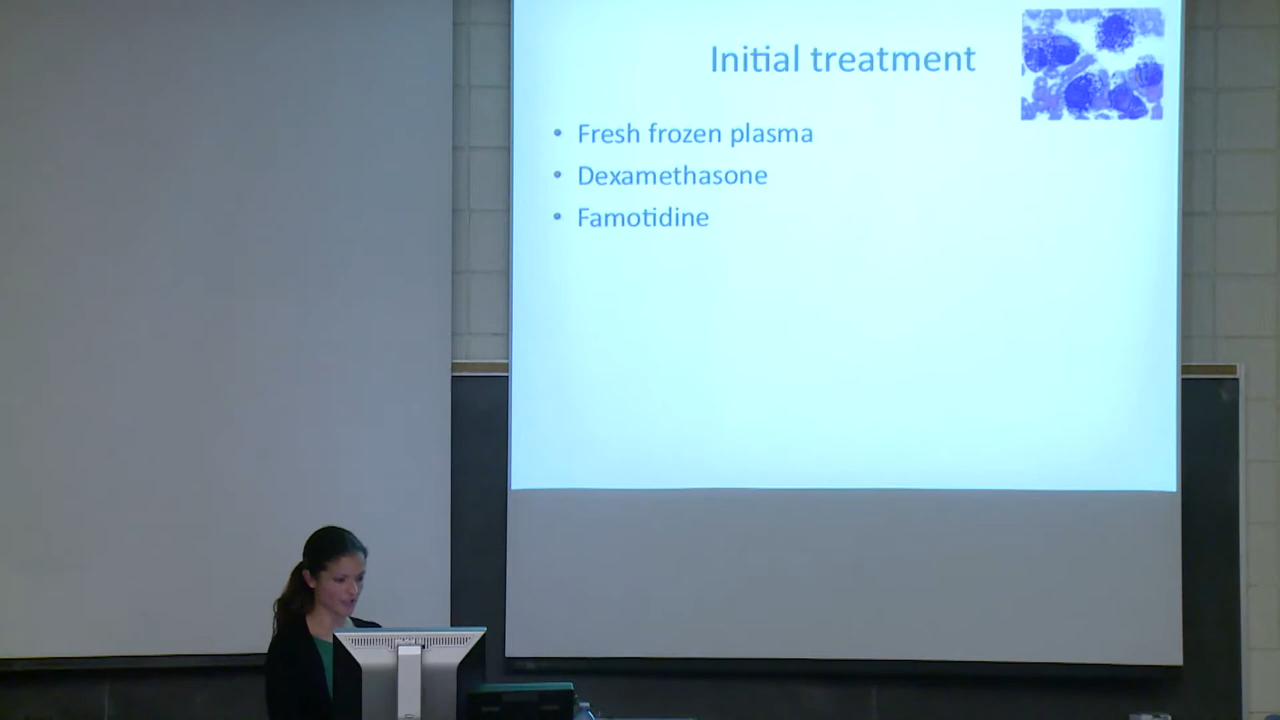 Initial treatment
• Fresh frozen plasma
• Dexamethasone
• Famotidine